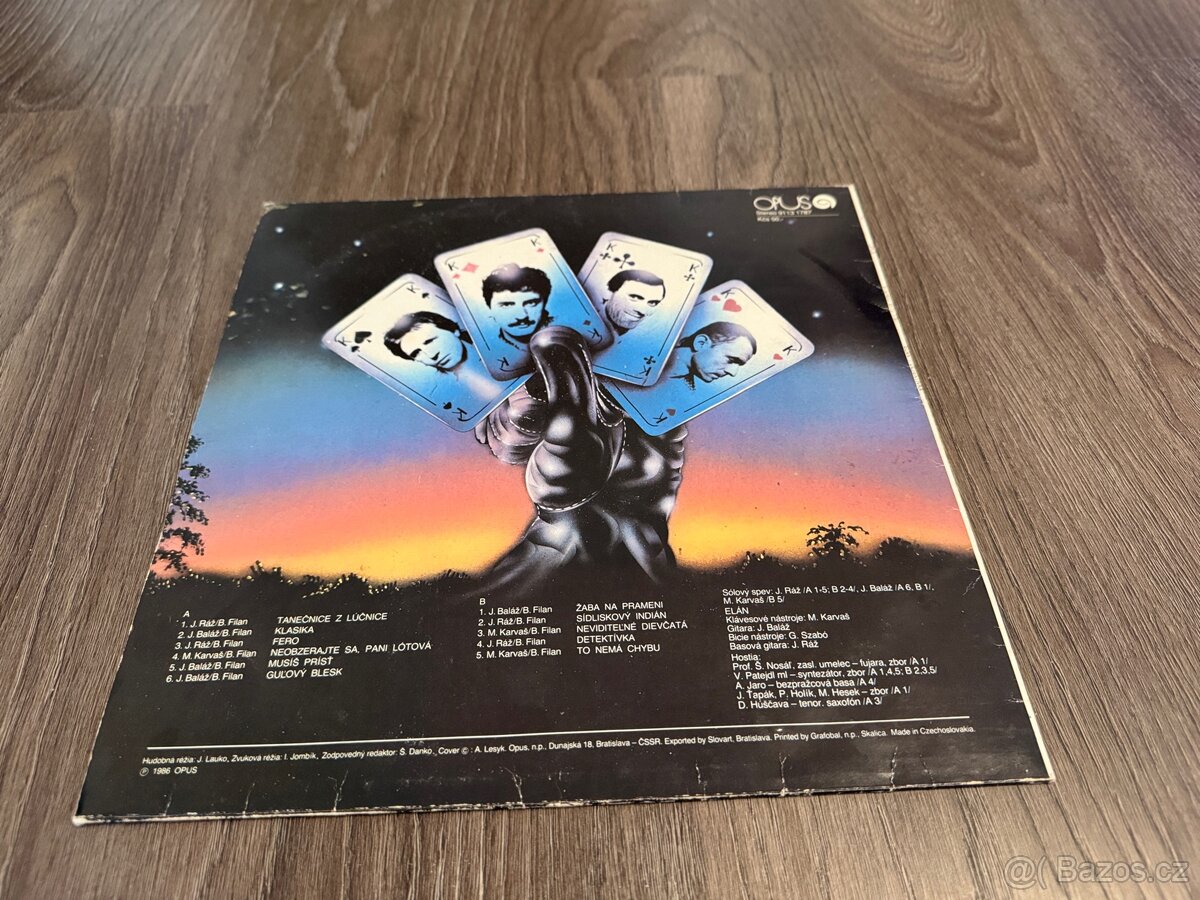 OPUS
Stereo 9113 1787
Kčs 50,-
K
K
K
K
K
K
K
K
A
1. J. Ráž/B. Filan TANEČNICE Z LÚČNICE
2. J. Baláž/B. Filan KLASIKA
3. J. Ráž/B. Filan FERO
4. M. Karvaš/B. Filan NEOBZERAJTE SA, PANI LÓTOVÁ
5. J. Baláž/B. Filan MUSÍŠ PRÍSŤ
6. J. Baláž/B. Filan GUĽOVÝ BLESK
B
1. J. Baláž/B. Filan ŽABA NA PRAMENI
2. J. Ráž/B. Filan SÍDLISKOVÝ INDIÁN
3. M. Karvaš/B. Filan NEVIDITEĽNÉ DIEVČATÁ
4. J. Ráž/B. Filan DETEKTÍVKA
5. M. Karvaš/B. Filan TO NEMÁ CHYBU
Sólový spev: J. Ráž /A 1-5; B 2-4/, J. Baláž /A 6, B 1/,
M. Karvaš /B 5/
ELÁN
Klávesové nástroje: M. Karvaš
Gitara: J. Baláž
Bicie nástroje: G. Szabó
Basová gitara: J. Ráž
Hostia:
Prof. Š. Nosáľ, zasl. umelec – fujara, zbor /A 1/
V. Patejdl ml – syntezátor, zbor /A 1,4,5; B 2,3,5/
A. Jaro – bezpražcová basa /A 4/
J. Ťapák, P. Holík, M. Hesek – zbor /A 1/
D. Húščava – tenor. saxofón /A 3/
Hudobná réžia: J. Lauko, Zvuková réžia: I. Jombík, Zodpovedný redaktor: Š. Danko, Cover © : A. Lesyk. Opus, n.p., Dunajská 18, Bratislava – ČSSR. Exported by Slovart, Bratislava. Printed by Grafobal, n.p., Skalica. Made in Czechoslovakia.
℗ 1986 OPUS
@( Bazos.cz